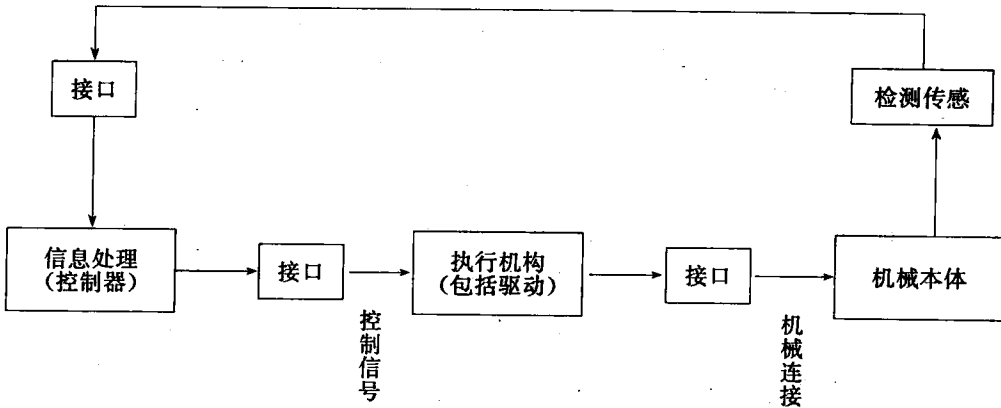 接口
检测传感
信息处理
(控制器)
接口
执行机构
(包括驱动)
接口
机械本体
控制信号
机械连接